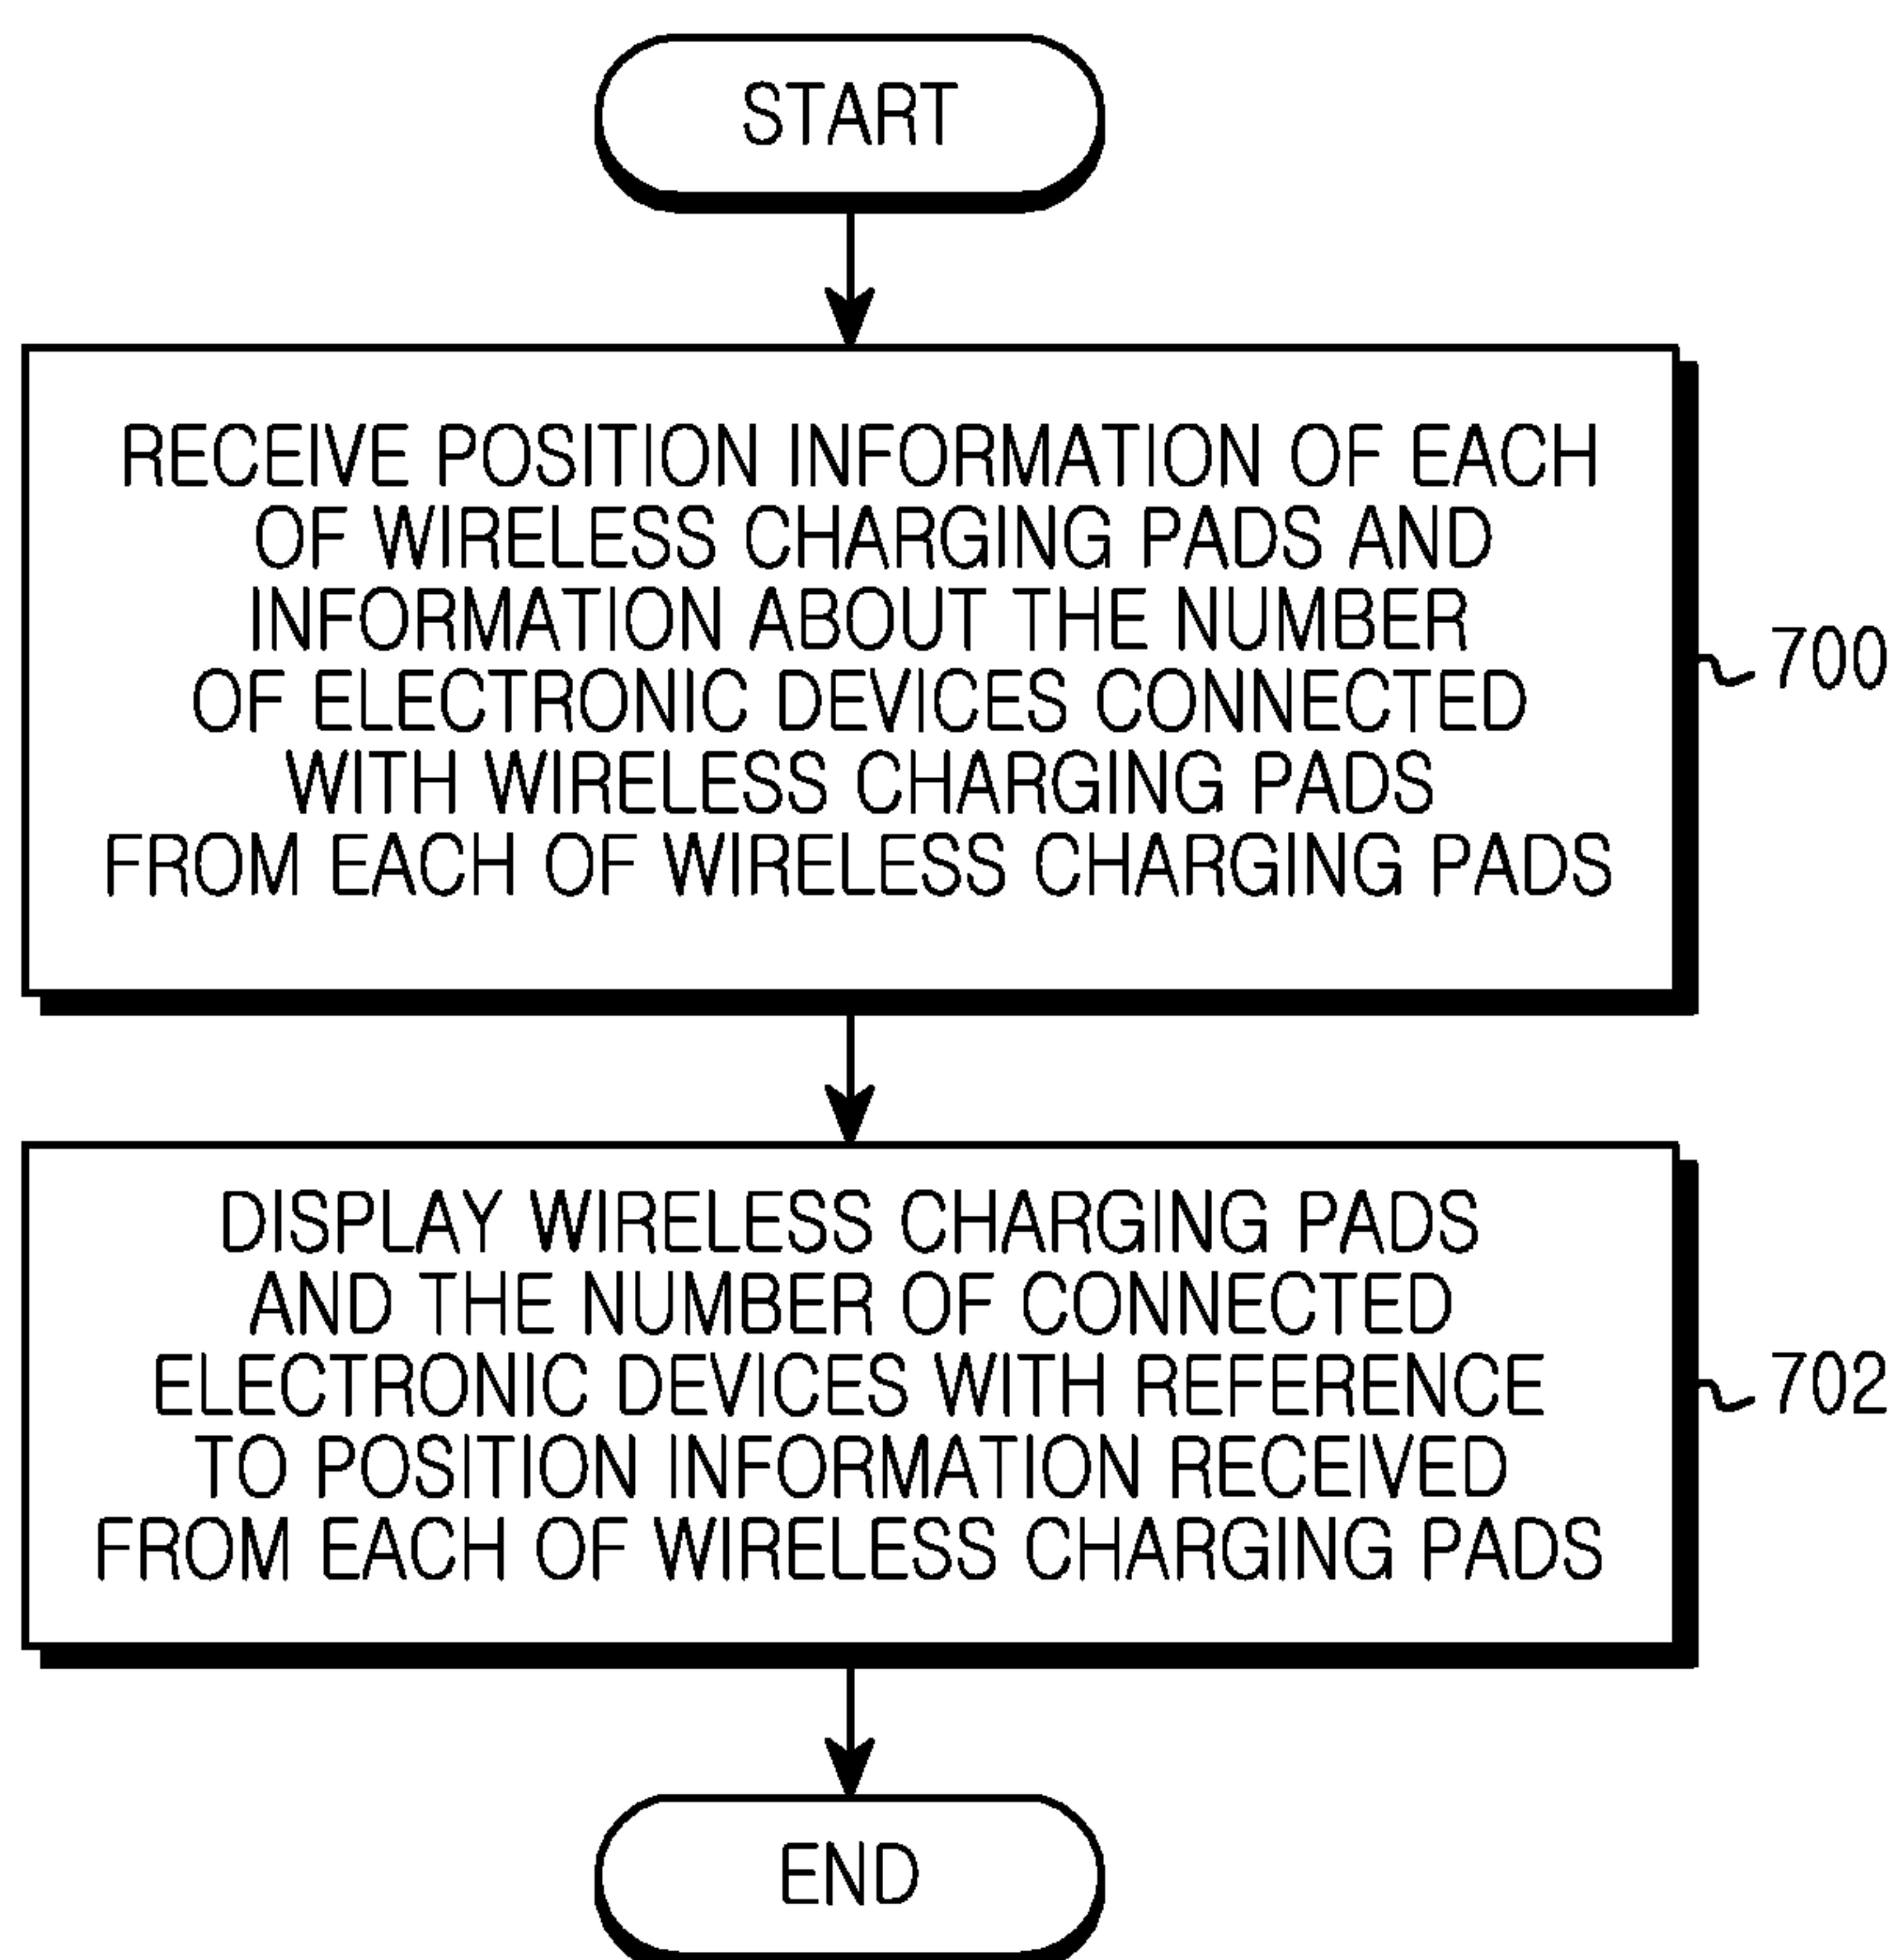 START
RECEIVE POSITION INFORMATION OF EACH
OF WIRELESS CHARGING PADS AND
INFORMATION ABOUT THE NUMBER
OF ELECTRONIC DEVICES CONNECTED
WITH WIRELESS CHARGING PADS
FROM EACH OF WIRELESS CHARGING PADS
700
DISPLAY WIRELESS CHARGING PADS
AND THE NUMBER OF CONNECTED
ELECTRONIC DEVICES WITH REFERENCE
TO POSITION INFORMATION RECEIVED
FROM EACH OF WIRELESS CHARGING PADS
702
END